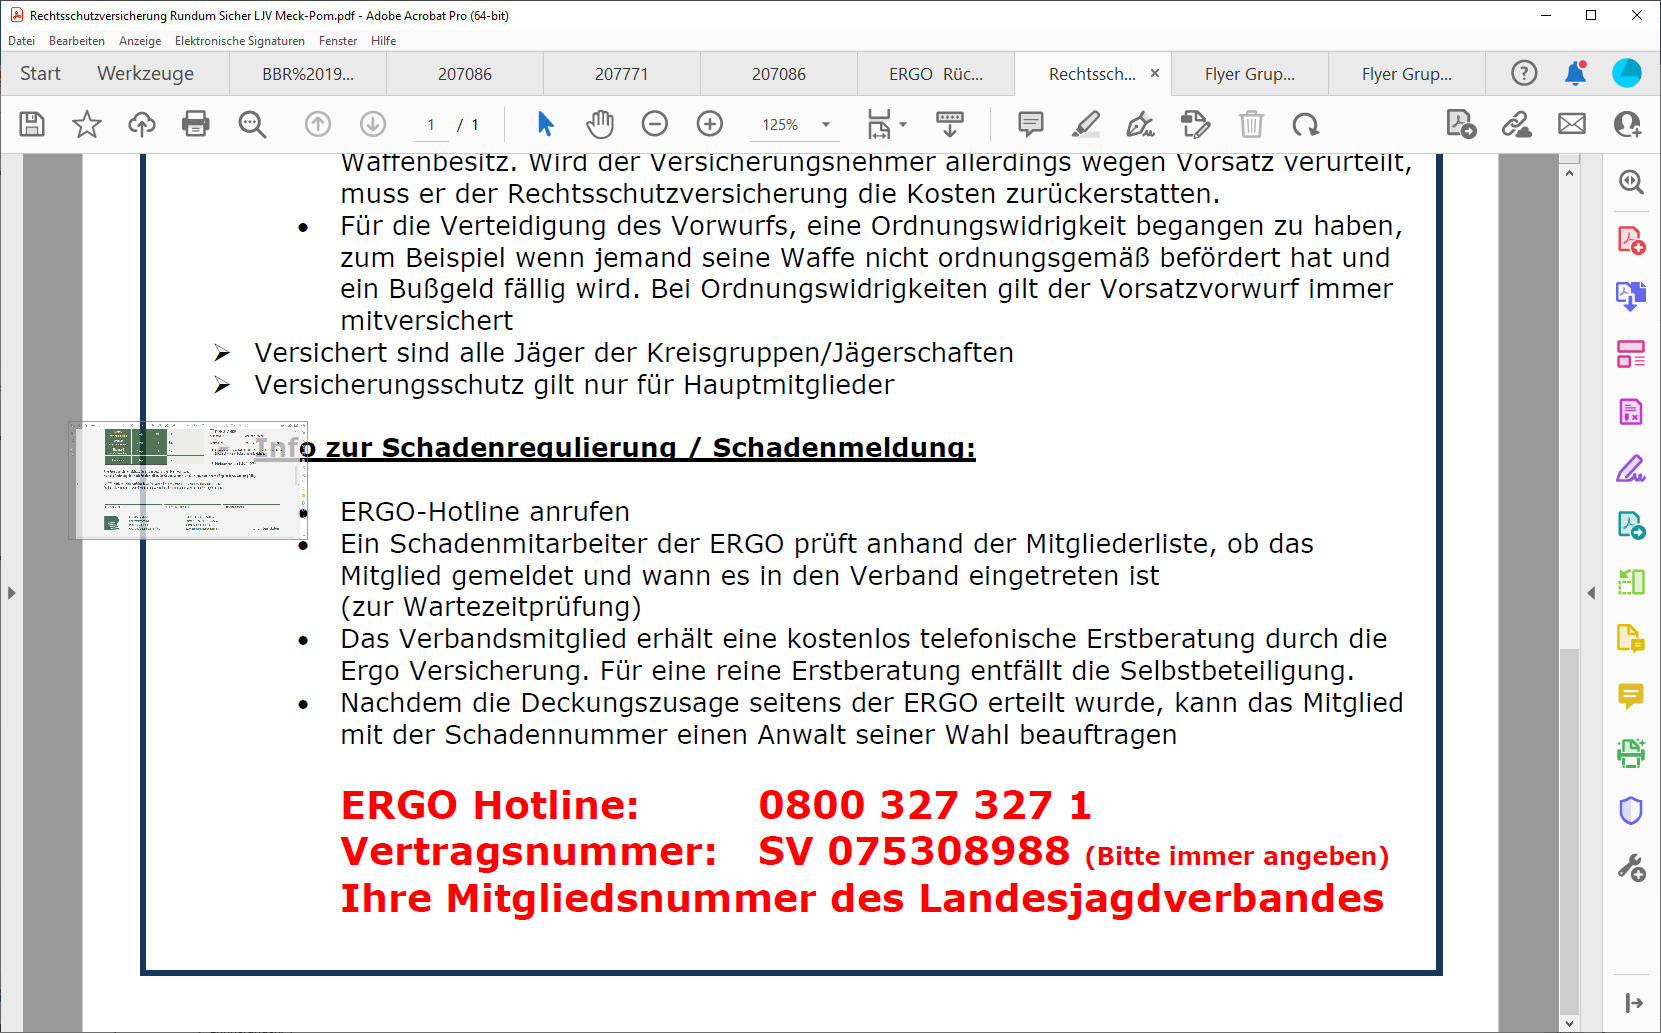 Rechtsschutzversicherung Rundum Sicher LJV Meck-Pom.pdf - Adobe Acrobat Pro (64-bit)
Datei Bearbeiten Anzeige Elektronische Signaturen Fenster Hilfe
Start Werkzeuge BBR%2019... 207086 207771 207086 ERGO Rüc... Rechtssch... × Flyer Grup... Flyer Grup...
1 / 1 125%
Waffenbesitz. Wird der Versicherungsnehmer allerdings wegen Vorsatz verurteilt,
muss er der Rechtsschutzversicherung die Kosten zurückerstatten.
• Für die Verteidigung des Vorwurfs, eine Ordnungswidrigkeit begangen zu haben,
zum Beispiel wenn jemand seine Waffe nicht ordnungsgemäß befördert hat und
ein Bußgeld fällig wird. Bei Ordnungswidrigkeiten gilt der Vorsatzvorwurf immer
mitversichert
➢ Versichert sind alle Jäger der Kreisgruppen/Jägerschaften
➢ Versicherungsschutz gilt nur für Hauptmitglieder
Info zur Schadenregulierung / Schadenmeldung:
• ERGO-Hotline anrufen
• Ein Schadenmitarbeiter der ERGO prüft anhand der Mitgliederliste, ob das
Mitglied gemeldet und wann es in den Verband eingetreten ist
(zur Wartezeitprüfung)
• Das Verbandsmitglied erhält eine kostenlos telefonische Erstberatung durch die
Ergo Versicherung. Für eine reine Erstberatung entfällt die Selbstbeteiligung.
• Nachdem die Deckungszusage seitens der ERGO erteilt wurde, kann das Mitglied
mit der Schadennummer einen Anwalt seiner Wahl beauftragen
ERGO Hotline: 0800 327 327 1
Vertragsnummer: SV 075308988 (Bitte immer angeben)
Ihre Mitgliedsnummer des Landesjagdverbandes